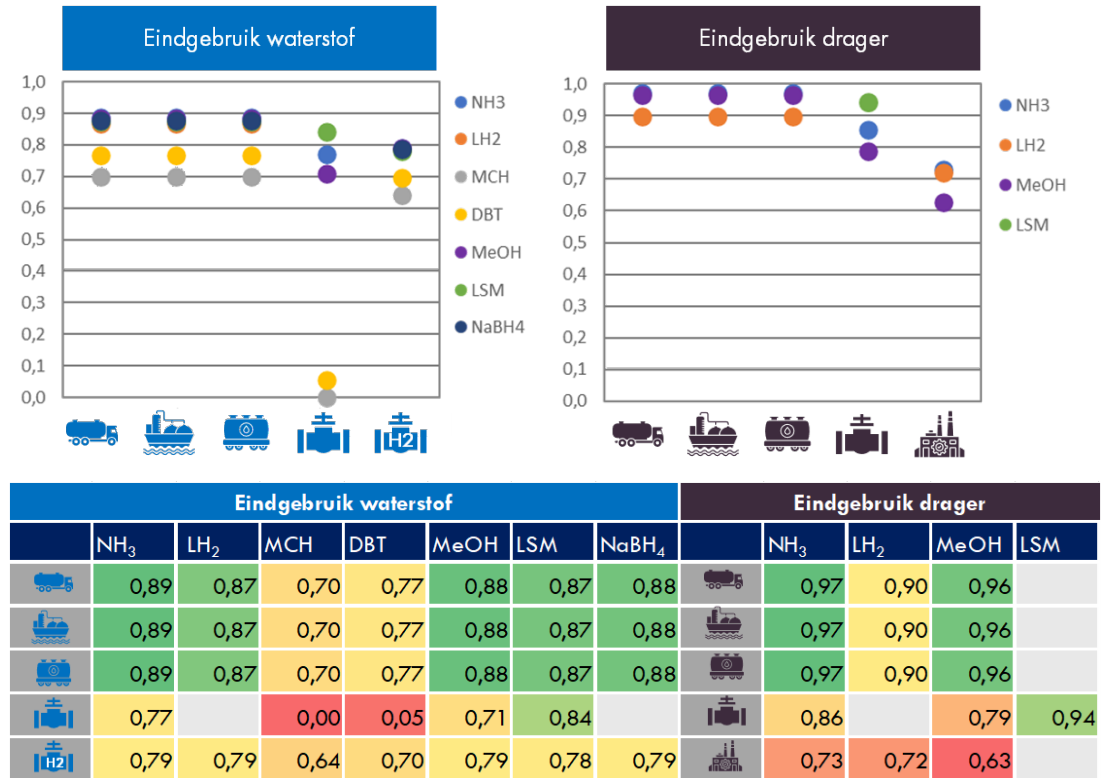 Eindgebruik waterstof
Eindgebruik drager
1,0
0,9
0,8
0,7
0,6
0,5
0,4
0,3
0,2
0,1
0,0
NH3
LH2
MCH
DBT
MeOH
LSM
NaBH4
H2
1,0
0,9
0,8
0,7
0,6
0,5
0,4
0,3
0,2
0,1
0,0
NH3
LH2
MeOH
LSM
Eindgebruik waterstof Eindgebruik drager
NH₃ LH₂ MCH DBT MeOH LSM NaBH₄ NH₃ LH₂ MeOH LSM
0,89 0,87 0,70 0,77 0,88 0,87 0,88 0,97 0,90 0,96
0,89 0,87 0,70 0,77 0,88 0,87 0,88 0,97 0,90 0,96
0,89 0,87 0,70 0,77 0,88 0,87 0,88 0,97 0,90 0,96
0,77 0,00 0,05 0,71 0,84 0,86 0,79 0,94
H2 0,79 0,79 0,64 0,70 0,79 0,78 0,79 0,73 0,72 0,63